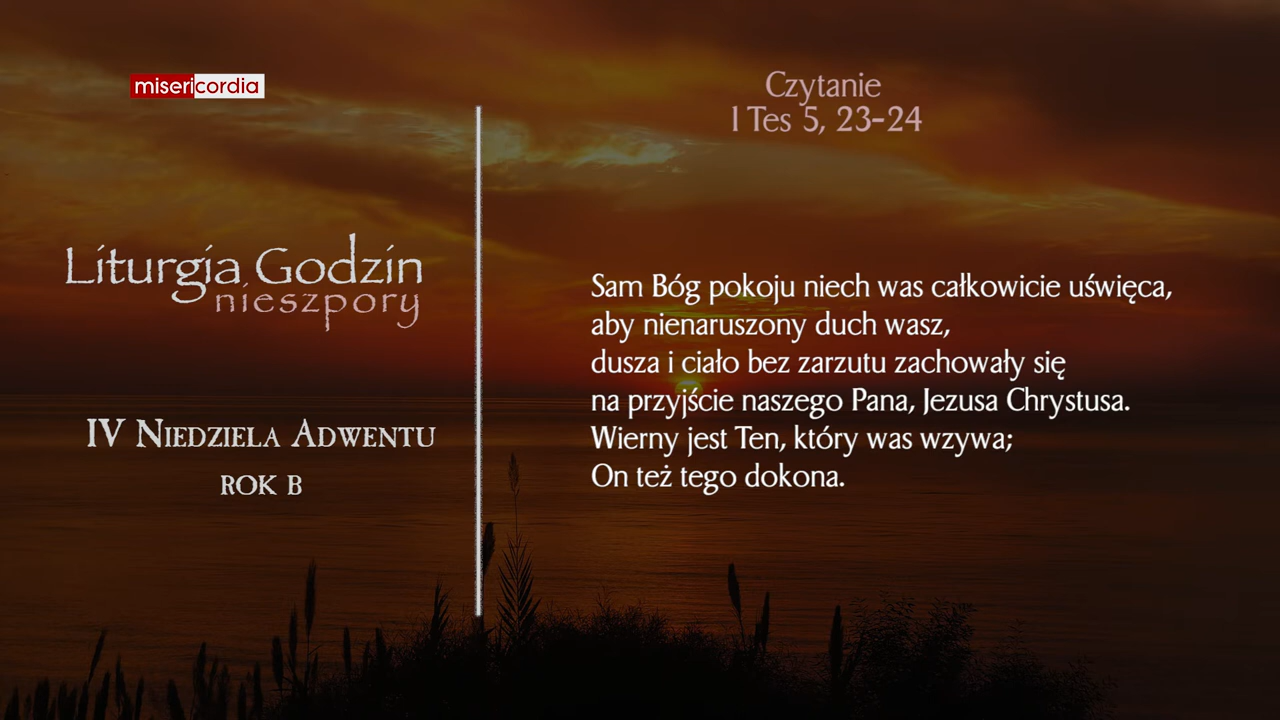 misericordia
Liturgia Godzin
nieszpory
IV Niedziela Adwentu
rok B
Czytanie
1 Tes 5, 23-24
Sam Bóg pokoju niech was całkowicie uświęca,
aby nienaruszony duch wasz,
dusza i ciało bez zarzutu zachowały się
na przyjście naszego Pana, Jezusa Chrystusa.
Wierny jest Ten, który was wzywa;
On też tego dokona.